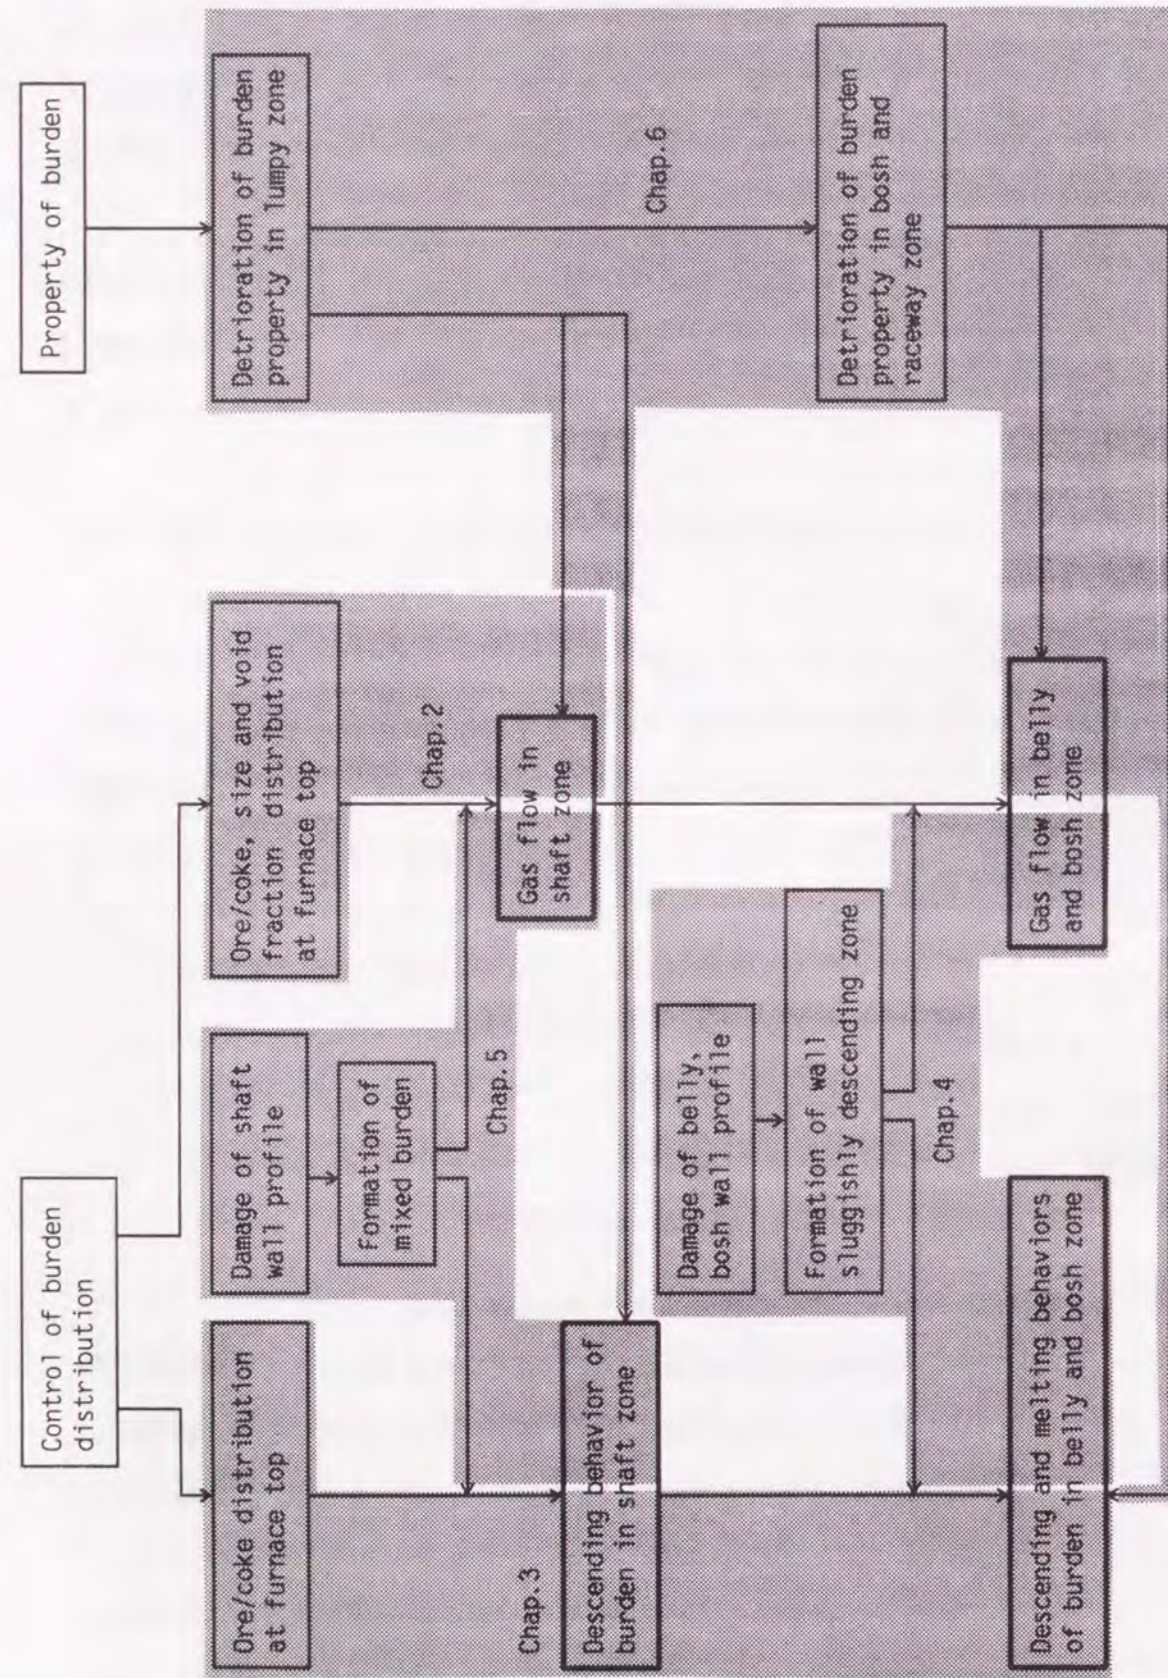 Control of burden
distribution
Property of burden
Ore/coke distribution
at furnace top
Damage of shaft
wall profile
Ore/coke, size and void
fraction distribution
at furnace top
Detrioration of burden
property in lumpy zone
Formation of
mixed burden
Chap.2
Chap.3
Chap.5
Gas flow in
shaft zone
Descending behavior of
burden in shaft zone
Chap.6
Damage of belly,
bosh wall profile
Formation of wall
sluggishly descending zone
Detrioration of burden
property in bosh and
raceway zone
Chap.4
Descending and melting behaviors
of burden in belly and bosh zone
Gas flow in belly
and bosh zone